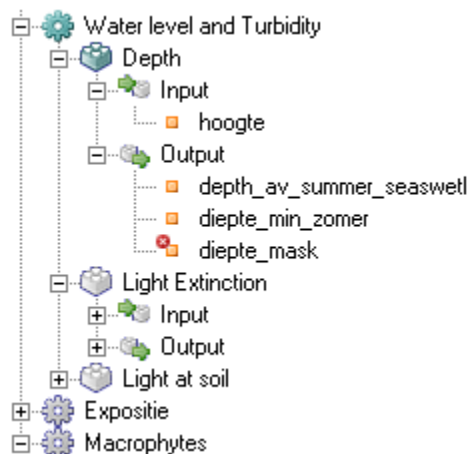 Water level and Turbidity
Depth
Input
hoogte
Output
depth_av_summer_seaswetl
diepte_min_zomer
diepte_mask
Light Extinction
Input
Output
Light at soil
Expositie
Macrophytes